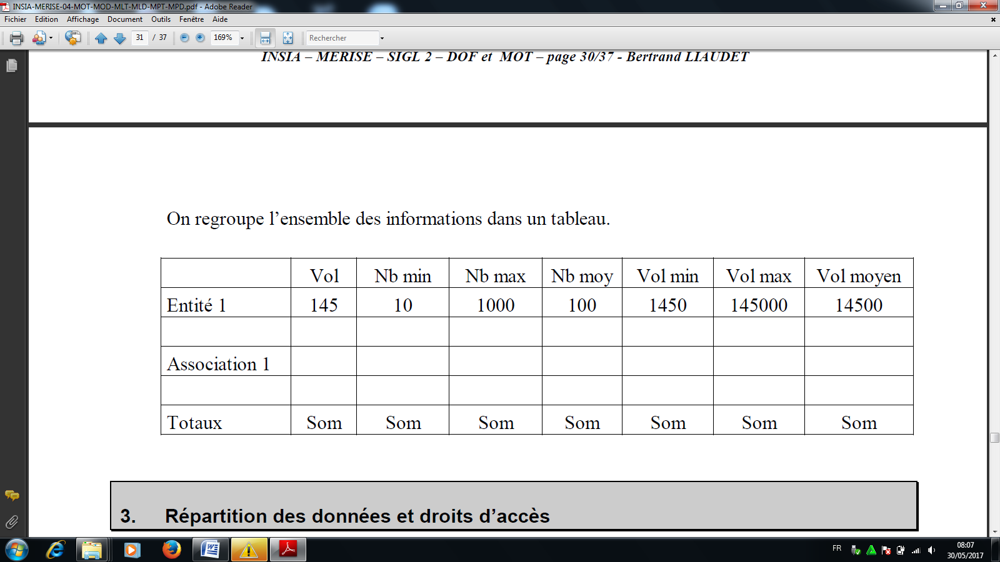 INSIA-MERISE-04-MOT-MOD-MLT-MLD-MPT-MPD.pdf - Adobe Reader
Fichier Edition Affichage Document Outils Fenêtre Aide
31 / 37 169% Rechercher
INSIA – MERISE – SIGL 2 – DOF et MOT – page 30/37 - Bertrand LIAUDET
On regroupe l’ensemble des informations dans un tableau.
Vol Nb min Nb max Nb moy Vol min Vol max Vol moyen
Entité 1 145 10 1000 100 1450 145000 14500
Association 1
Totaux Som Som Som Som Som Som Som
3. Répartition des données et droits d’accès
FR 08:07
30/05/2017